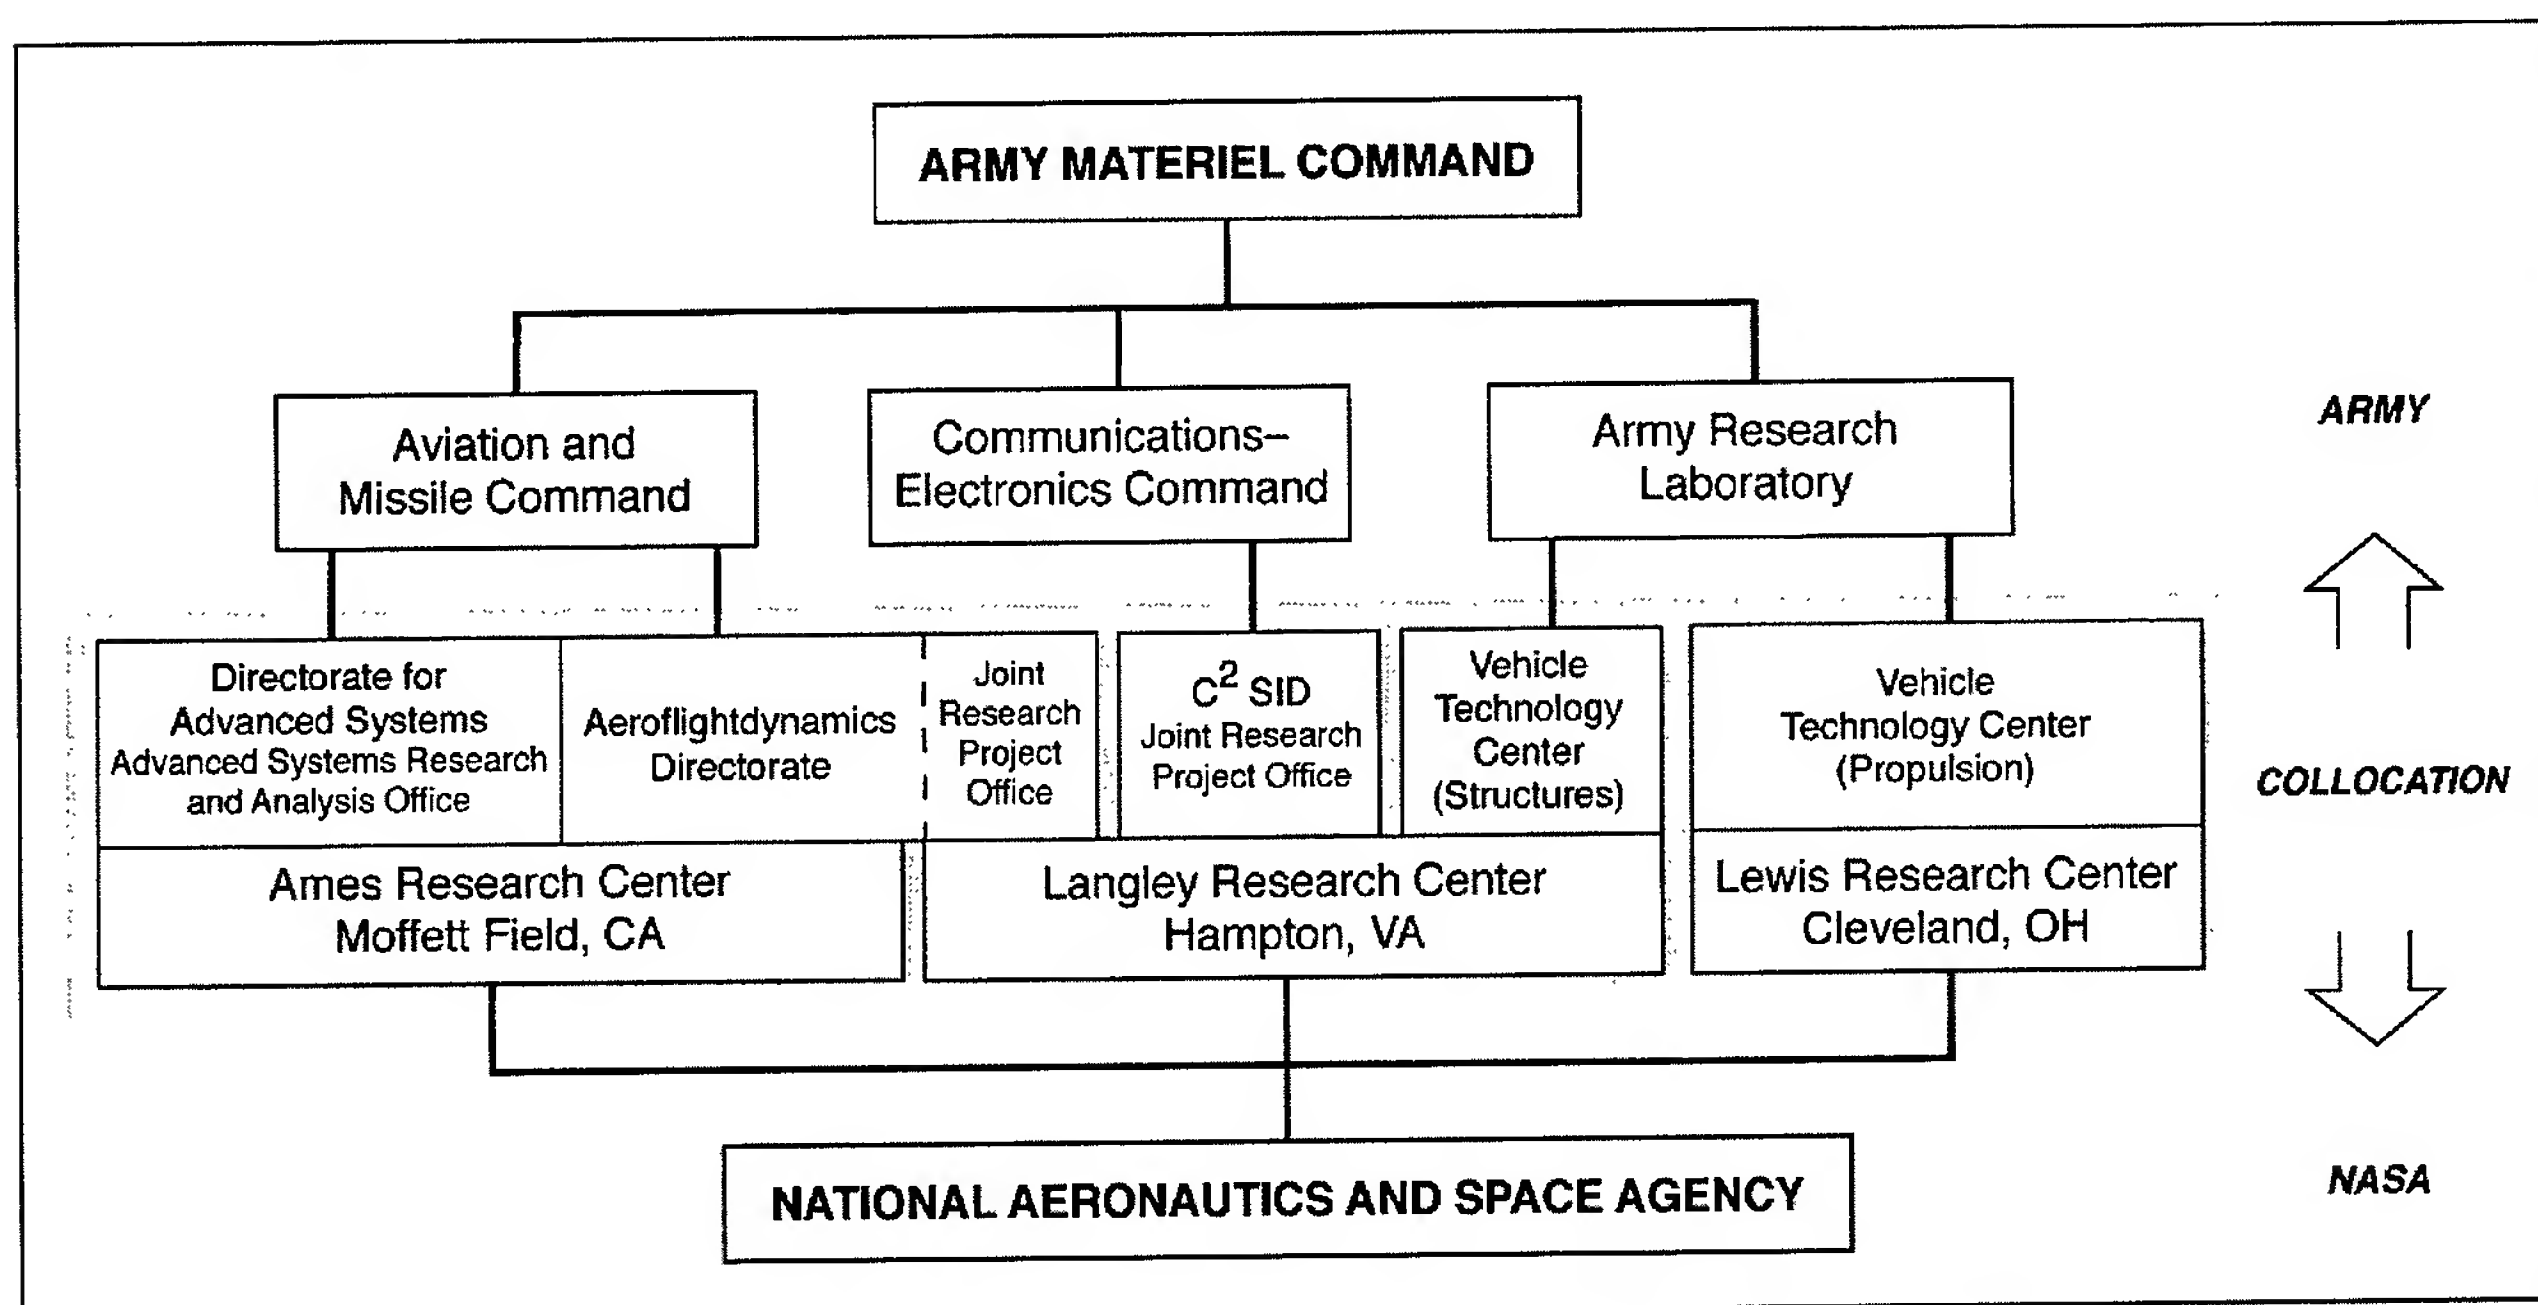 ARMY MATERIEL COMMAND
Aviation and
Missile Command
Communications–
Electronics Command
Army Research
Laboratory
ARMY
Directorate for
Advanced Systems
Advanced Systems Research
and Analysis Office
Aeroflightdynamics
Directorate
Joint
Research
Project
Office
C² SID
Joint Research
Project Office
Vehicle
Technology
Center
(Structures)
Vehicle
Technology Center
(Propulsion)
COLLOCATION
Ames Research Center
Moffett Field, CA
Langley Research Center
Hampton, VA
Lewis Research Center
Cleveland, OH
NATIONAL AERONAUTICS AND SPACE AGENCY
NASA